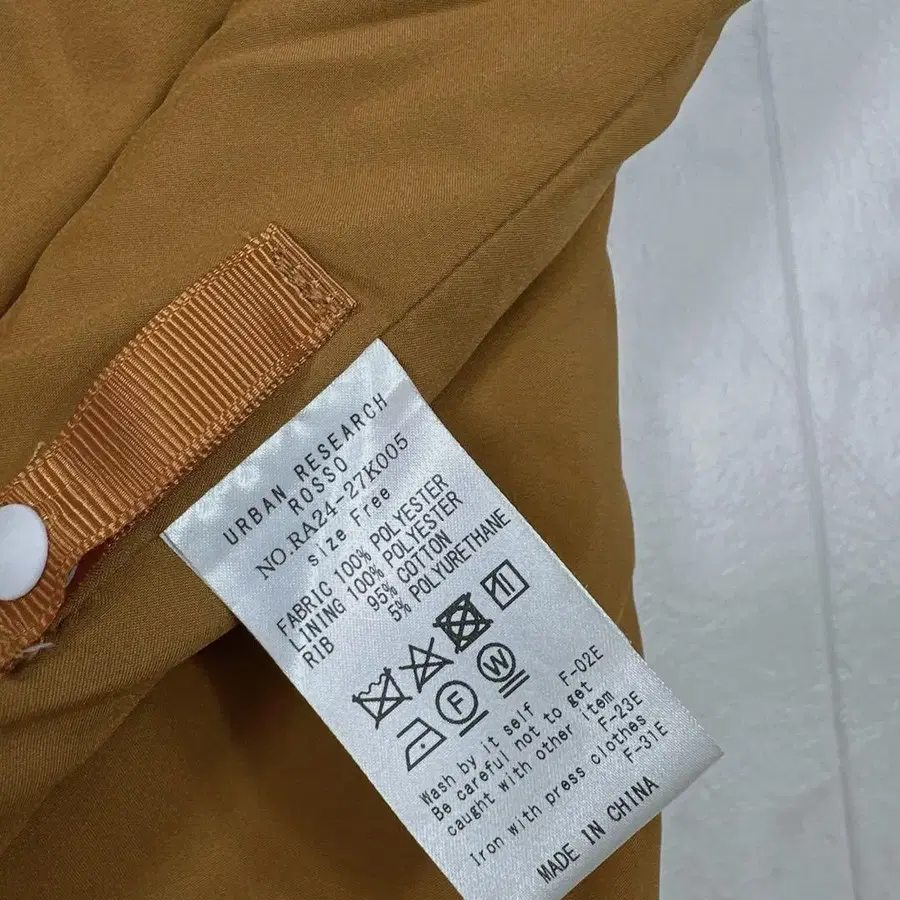 URBAN RESEARCH
ROSSO
NO.RA24-27K005
size Free
FABRIC 100% POLYESTER
LINING 100% POLYESTER
RIB 95% COTTON
5% POLYURETHANE
F W
Wash by it self F-02E
Be careful not to get
caught with other item F-23E
Iron with press clothes F-31E
MADE IN CHINA